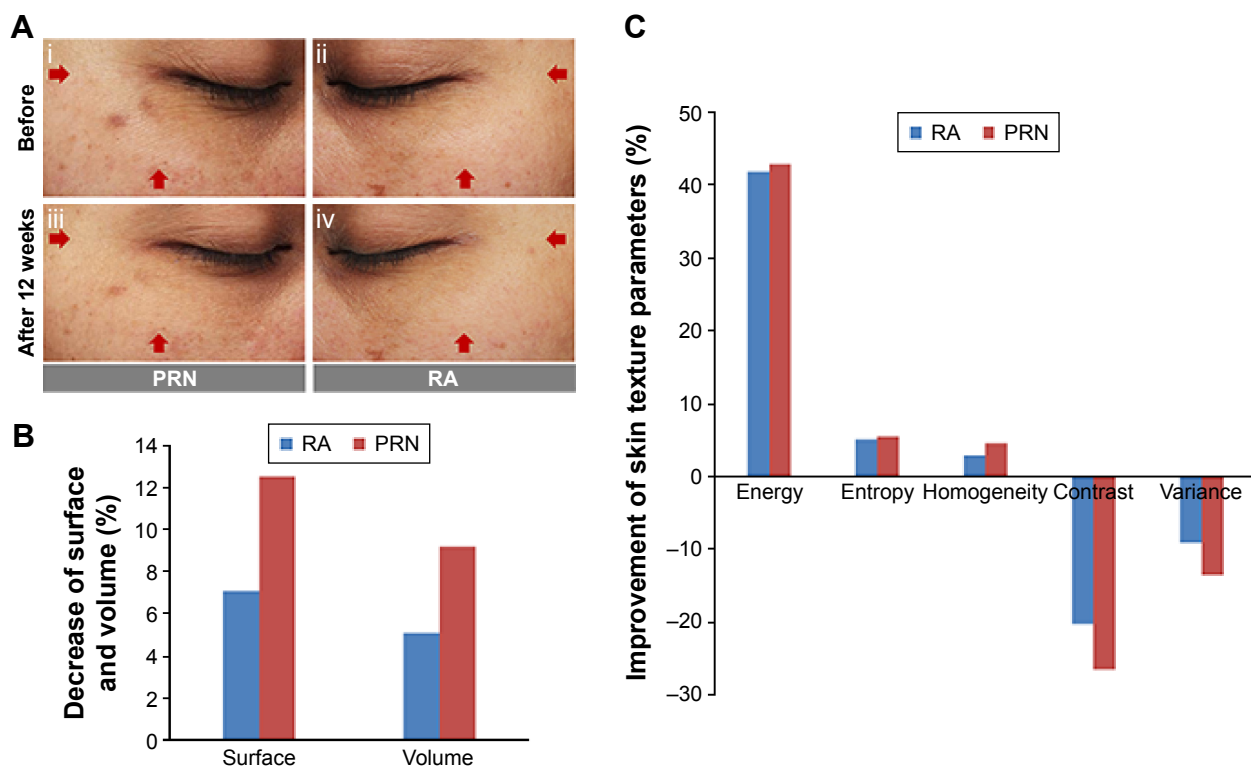 A
Before
i
ii
After 12 weeks
iii
iv
PRN
RA
B
Decrease of surface
and volume (%)
RA
PRN
14
12
10
8
6
4
2
0
Surface
Volume
C
Improvement of skin texture parameters (%)
RA
PRN
50
40
30
20
10
0
–10
–20
–30
Energy
Entropy
Homogeneity
Contrast
Variance